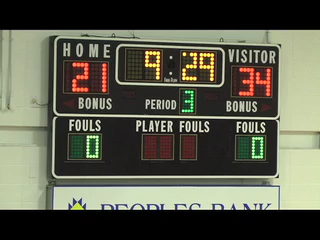 HOME 9:29 VISITOR
21 34
BONUS PERIOD 3 BONUS
FOULS PLAYER FOULS FOULS
0 0
PEOPLES BANK